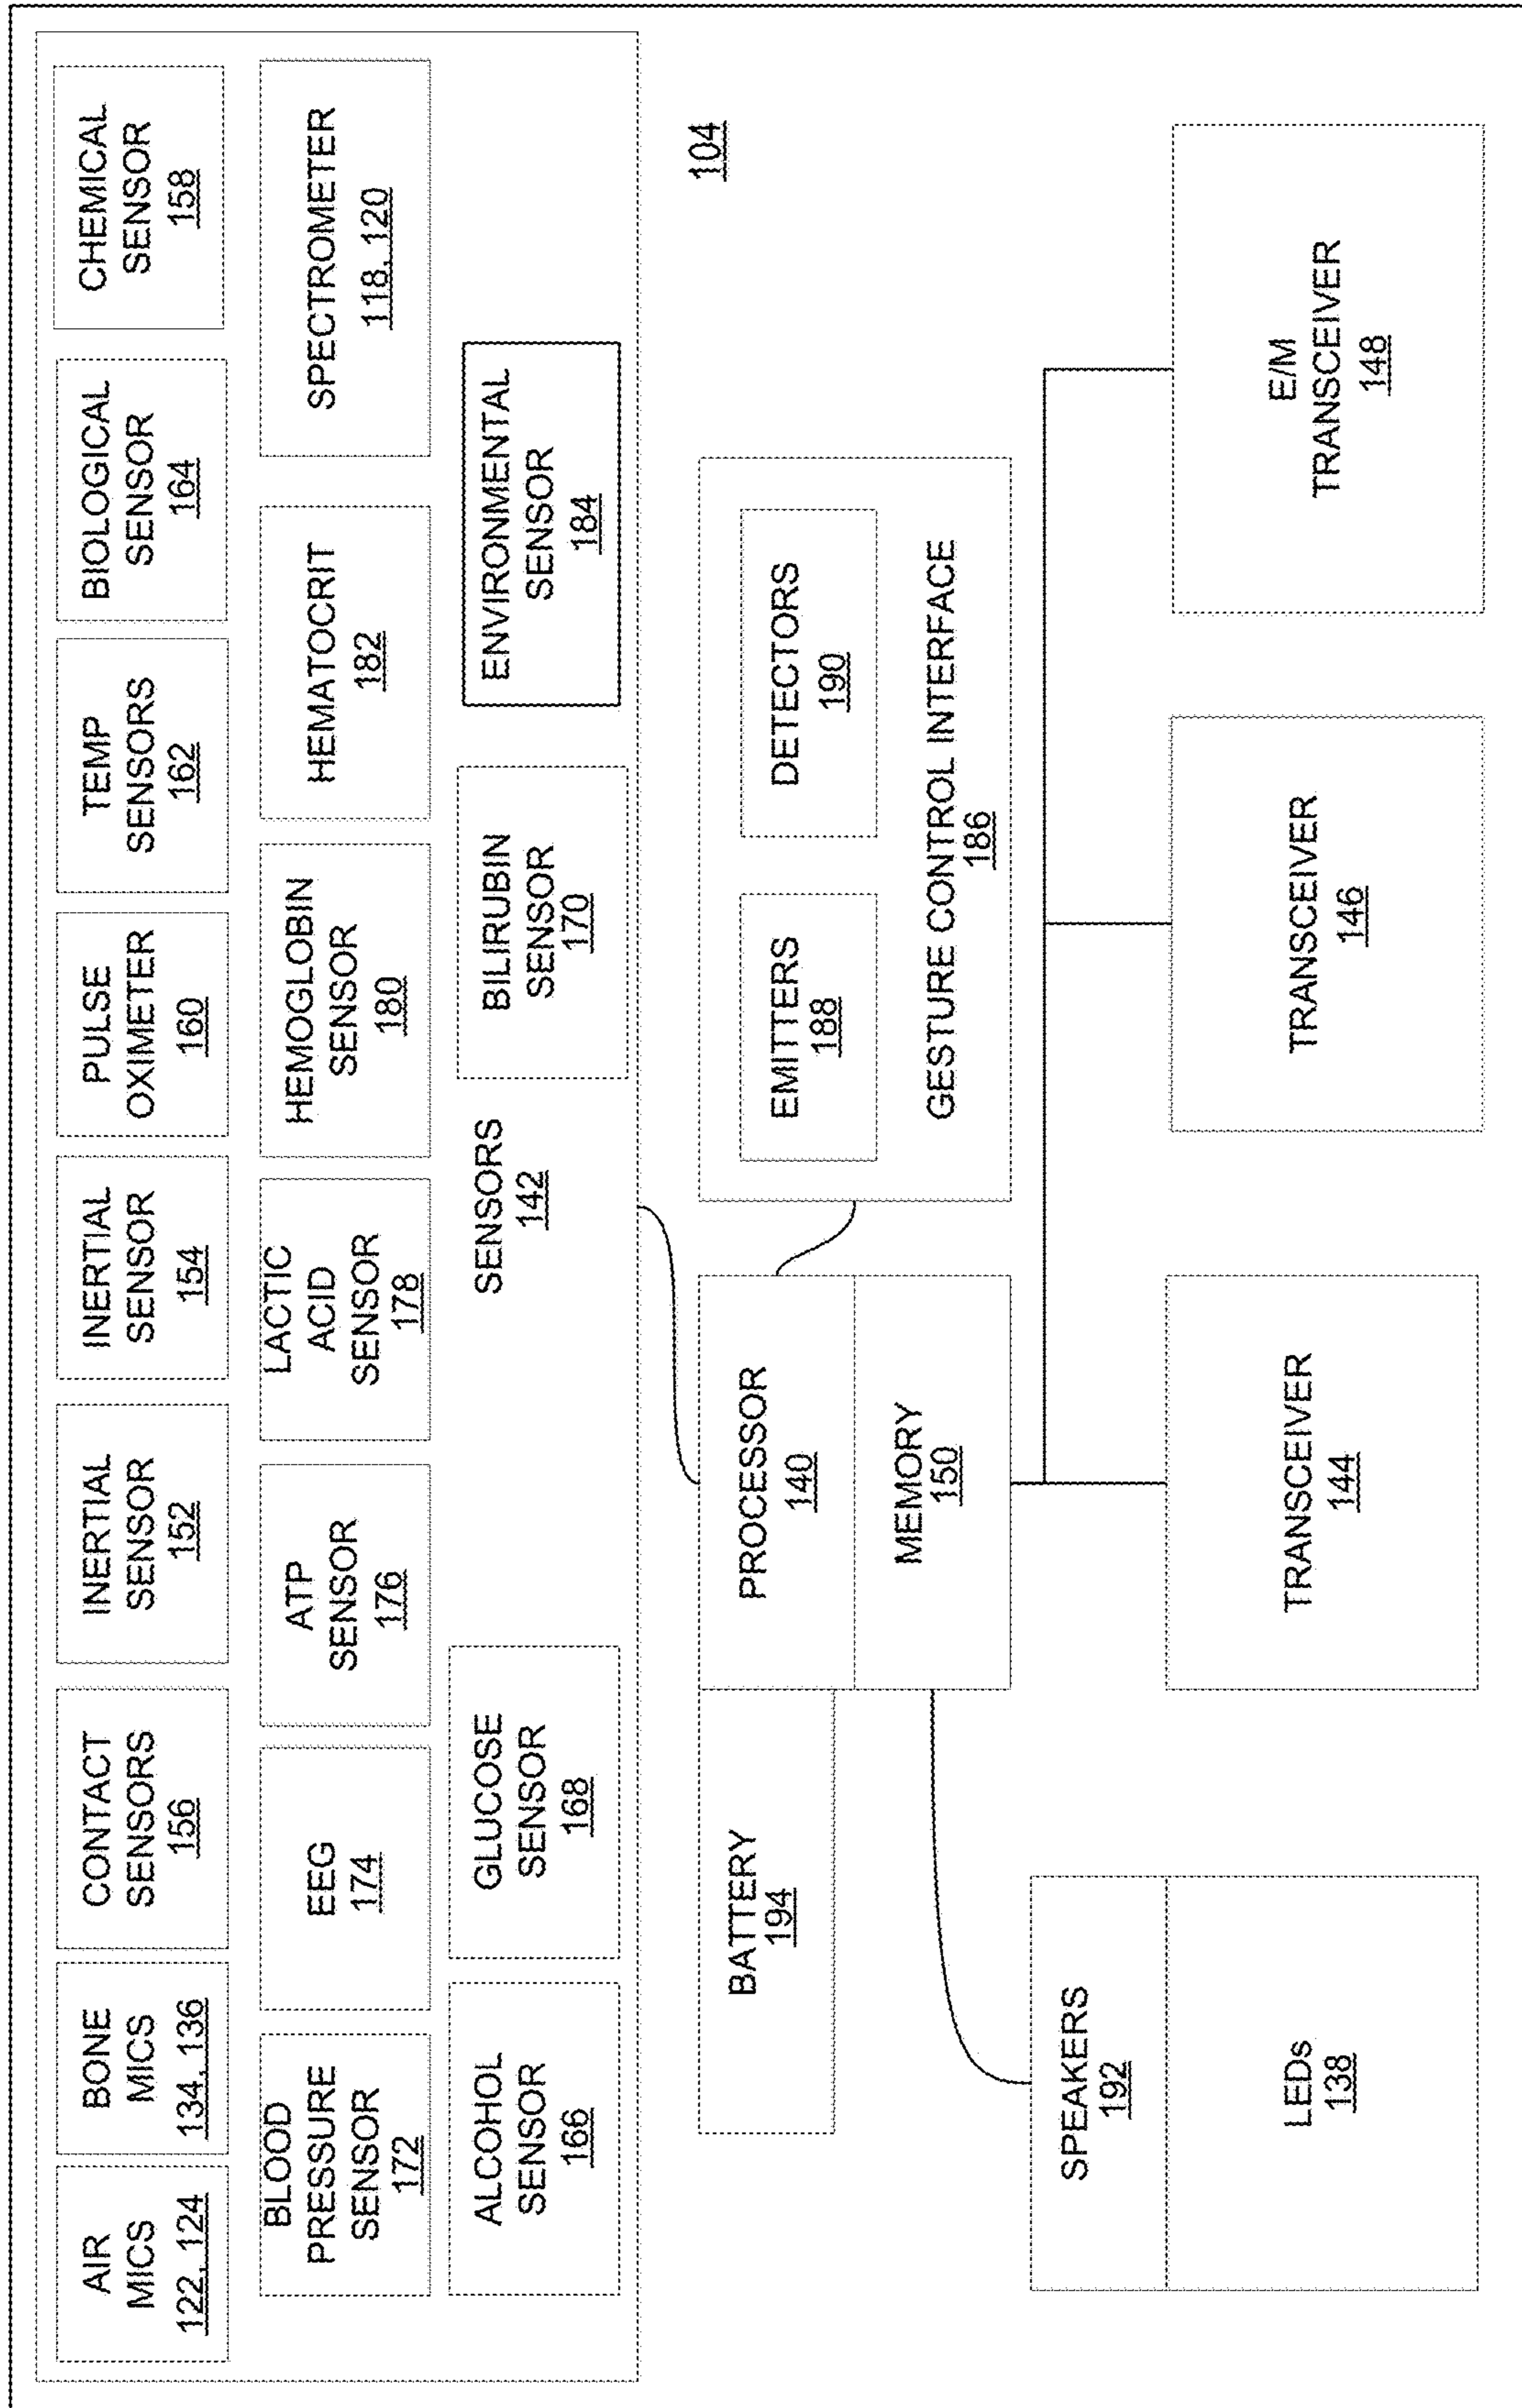 AIR
MICS
122, 124
BONE
MICS
134, 136
CONTACT
SENSORS
156
INERTIAL
SENSOR
152
INERTIAL
SENSOR
154
PULSE
OXIMETER
160
TEMP
SENSORS
162
BIOLOGICAL
SENSOR
164
CHEMICAL
SENSOR
158
BLOOD
PRESSURE
SENSOR
172
EEG
174
ATP
SENSOR
176
LACTIC
ACID
SENSOR
178
HEMOGLOBIN
SENSOR
180
HEMATOCRIT
182
SPECTROMETER
118, 120
ALCOHOL
SENSOR
166
GLUCOSE
SENSOR
168
SENSORS
142
BILIRUBIN
SENSOR
170
ENVIRONMENTAL
SENSOR
184
104
BATTERY
194
PROCESSOR
140
MEMORY
150
EMITTERS
188
DETECTORS
190
GESTURE CONTROL INTERFACE
186
SPEAKERS
192
LEDs
138
TRANSCEIVER
144
TRANSCEIVER
146
E/M
TRANSCEIVER
148